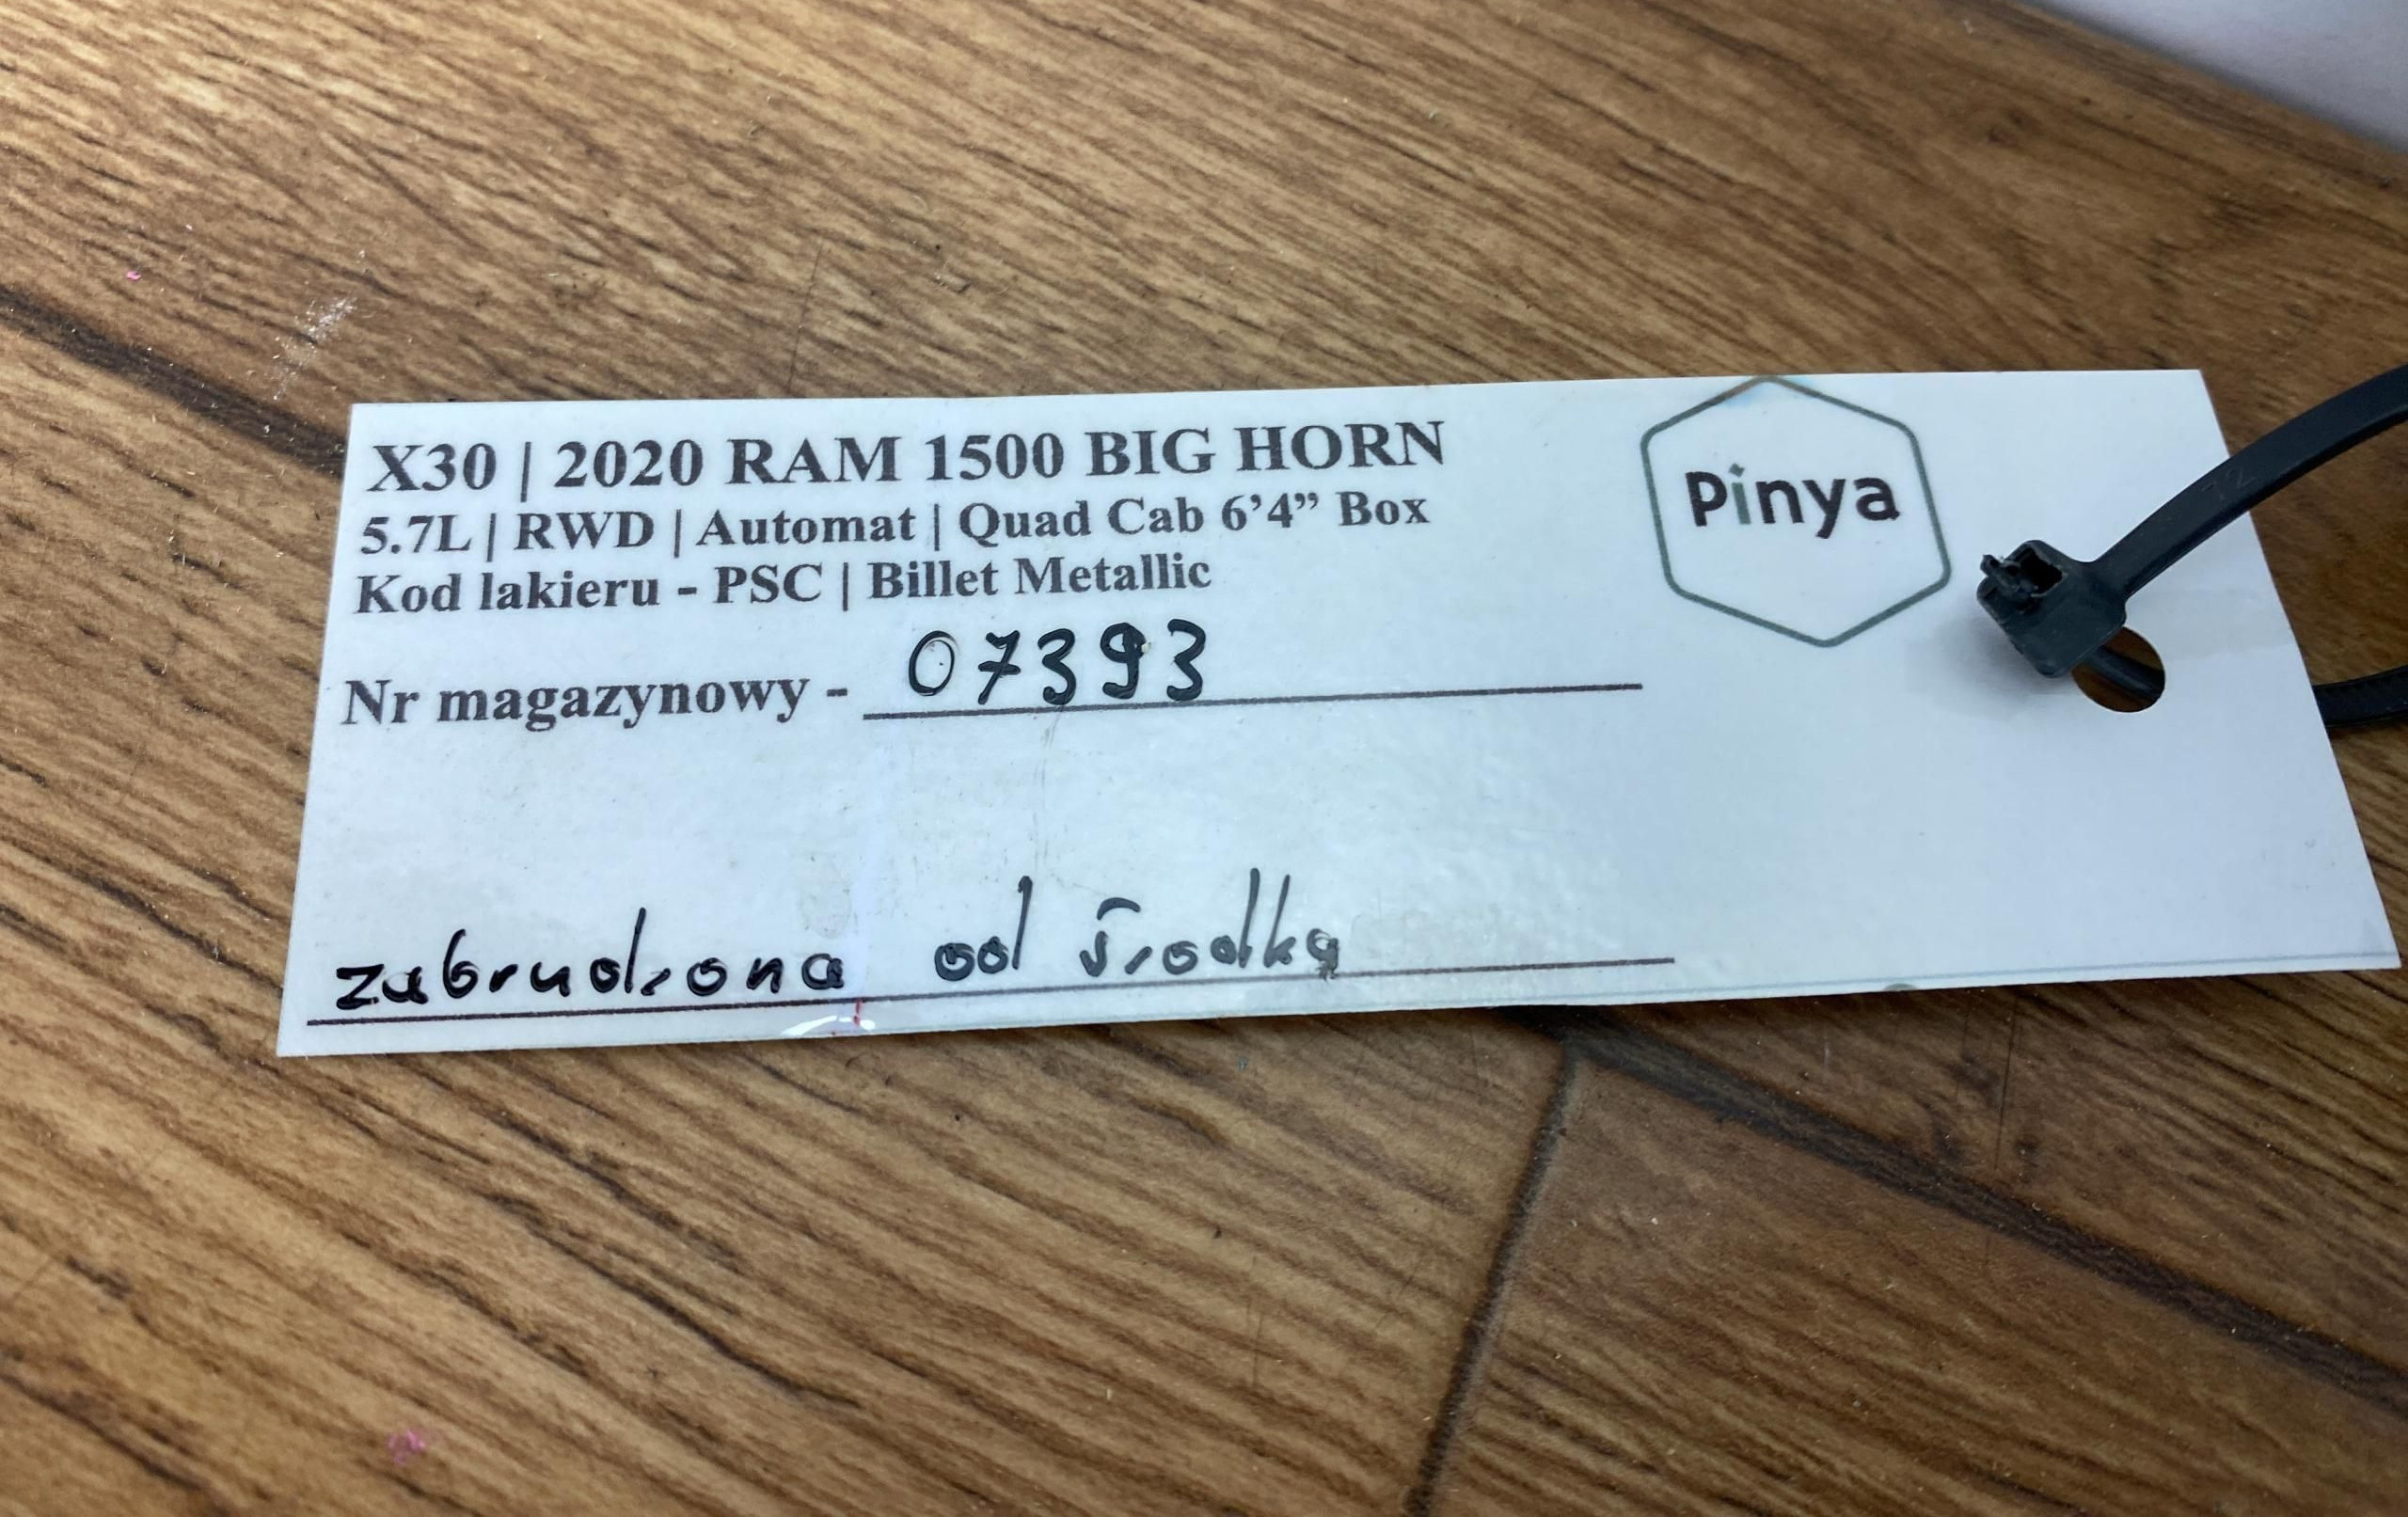 X30 | 2020 RAM 1500 BIG HORN
5.7L | RWD | Automat | Quad Cab 6’4” Box
Kod lakieru - PSC | Billet Metallic
Pinya
Nr magazynowy - 07393
zabrudzona od środka